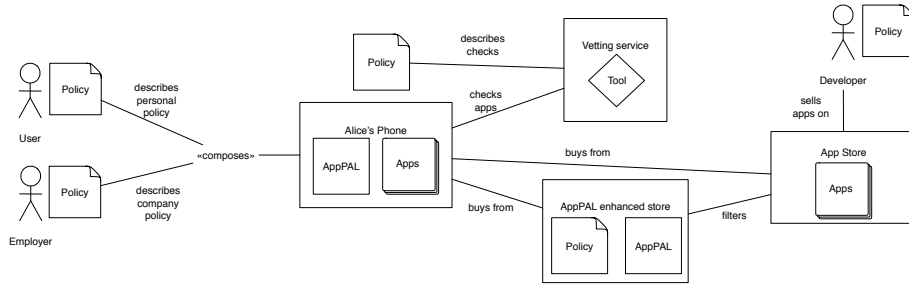 Policy
User
describes
personal
policy
Policy
Employer
describes
company
policy
«composes»
Policy
describes
checks
Vetting service
Tool
checks
apps
Alice's Phone
AppPAL
Apps
buys from
buys from
AppPAL enhanced store
Policy
AppPAL
filters
Policy
Developer
sells
apps on
App Store
Apps